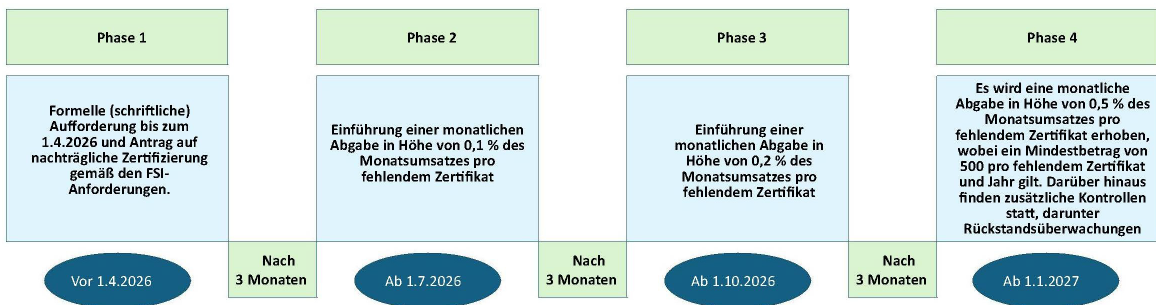 Phase 1
Formelle (schriftliche)
Aufforderung bis zum
1.4.2026 und Antrag auf
nachträgliche Zertifizierung
gemäß den FSI-
Anforderungen.
Vor 1.4.2026
Nach
3 Monaten
Phase 2
Einführung einer monatlichen
Abgabe in Höhe von 0,1 % des
Monatsumsatzes pro
fehlendem Zertifikat
Ab 1.7.2026
Nach
3 Monaten
Phase 3
Einführung einer
monatlichen Abgabe in
Höhe von 0,2 % des
Monatsumsatzes pro
fehlendem Zertifikat
Ab 1.10.2026
Nach
3 Monaten
Phase 4
Es wird eine monatliche
Abgabe in Höhe von 0,5 % des
Monatsumsatzes pro
fehlendem Zertifikat erhoben,
wobei ein Mindestbetrag von
500 pro fehlendem Zertifikat
und Jahr gilt. Darüber hinaus
finden zusätzliche Kontrollen
statt, darunter
Rückstandsüberwachungen
Ab 1.1.2027